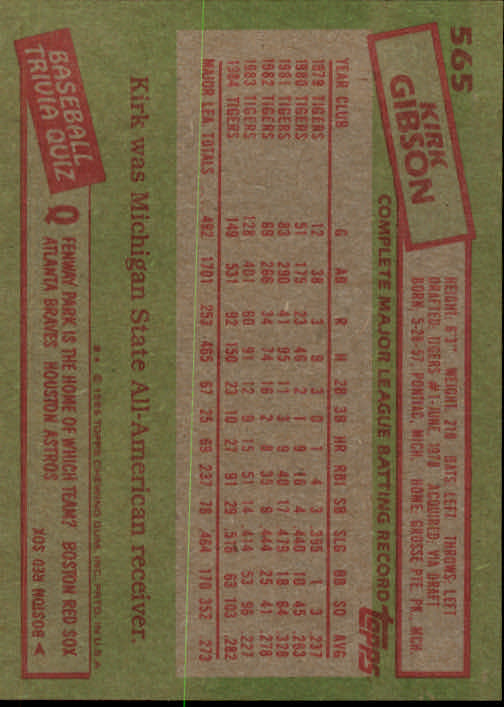 565
KIRK
GIBSON
HEIGHT: 6'3" WEIGHT: 210 BATS: LEFT THROWS: LEFT
DRAFTED: TIGERS #1-JUNE, 1978 ACQUIRED: VIA DRAFT
BORN: 5-28-57, PONTIAC, MICH. HOME: GROSSE PTE. PK., MICH.
COMPLETE MAJOR LEAGUE BATTING RECORD
topps
YEAR CLUB G AB R H 2B 3B HR RBI SB SLG BB SO AVG
1979 TIGERS 12 38 3 9 3 0 1 4 3 .395 1 3 .237
1980 TIGERS 51 175 23 46 2 1 9 16 4 .440 10 45 .263
1981 TIGERS 83 290 41 95 11 3 9 40 17 .479 18 64 .328
1982 TIGERS 69 266 34 74 16 2 8 35 9 .444 25 41 .278
1983 TIGERS 128 401 60 91 12 9 15 51 14 .414 53 96 .227
1984 TIGERS 149 531 92 150 23 10 27 91 29 .516 63 103 .282
MAJOR LEA. TOTALS 492 1701 253 465 67 25 69 237 76 .464 170 352 .273
Kirk was Michigan State All-American receiver.
BASEBALL
TRIVIA QUIZ
© 1985 TOPPS CHEWING GUM, INC. PRTD. IN U.S.A.
Q FENWAY PARK IS THE HOME OF WHICH TEAM? BOSTON RED SOX
ATLANTA BRAVES HOUSTON ASTROS
BOSTON RED SOX